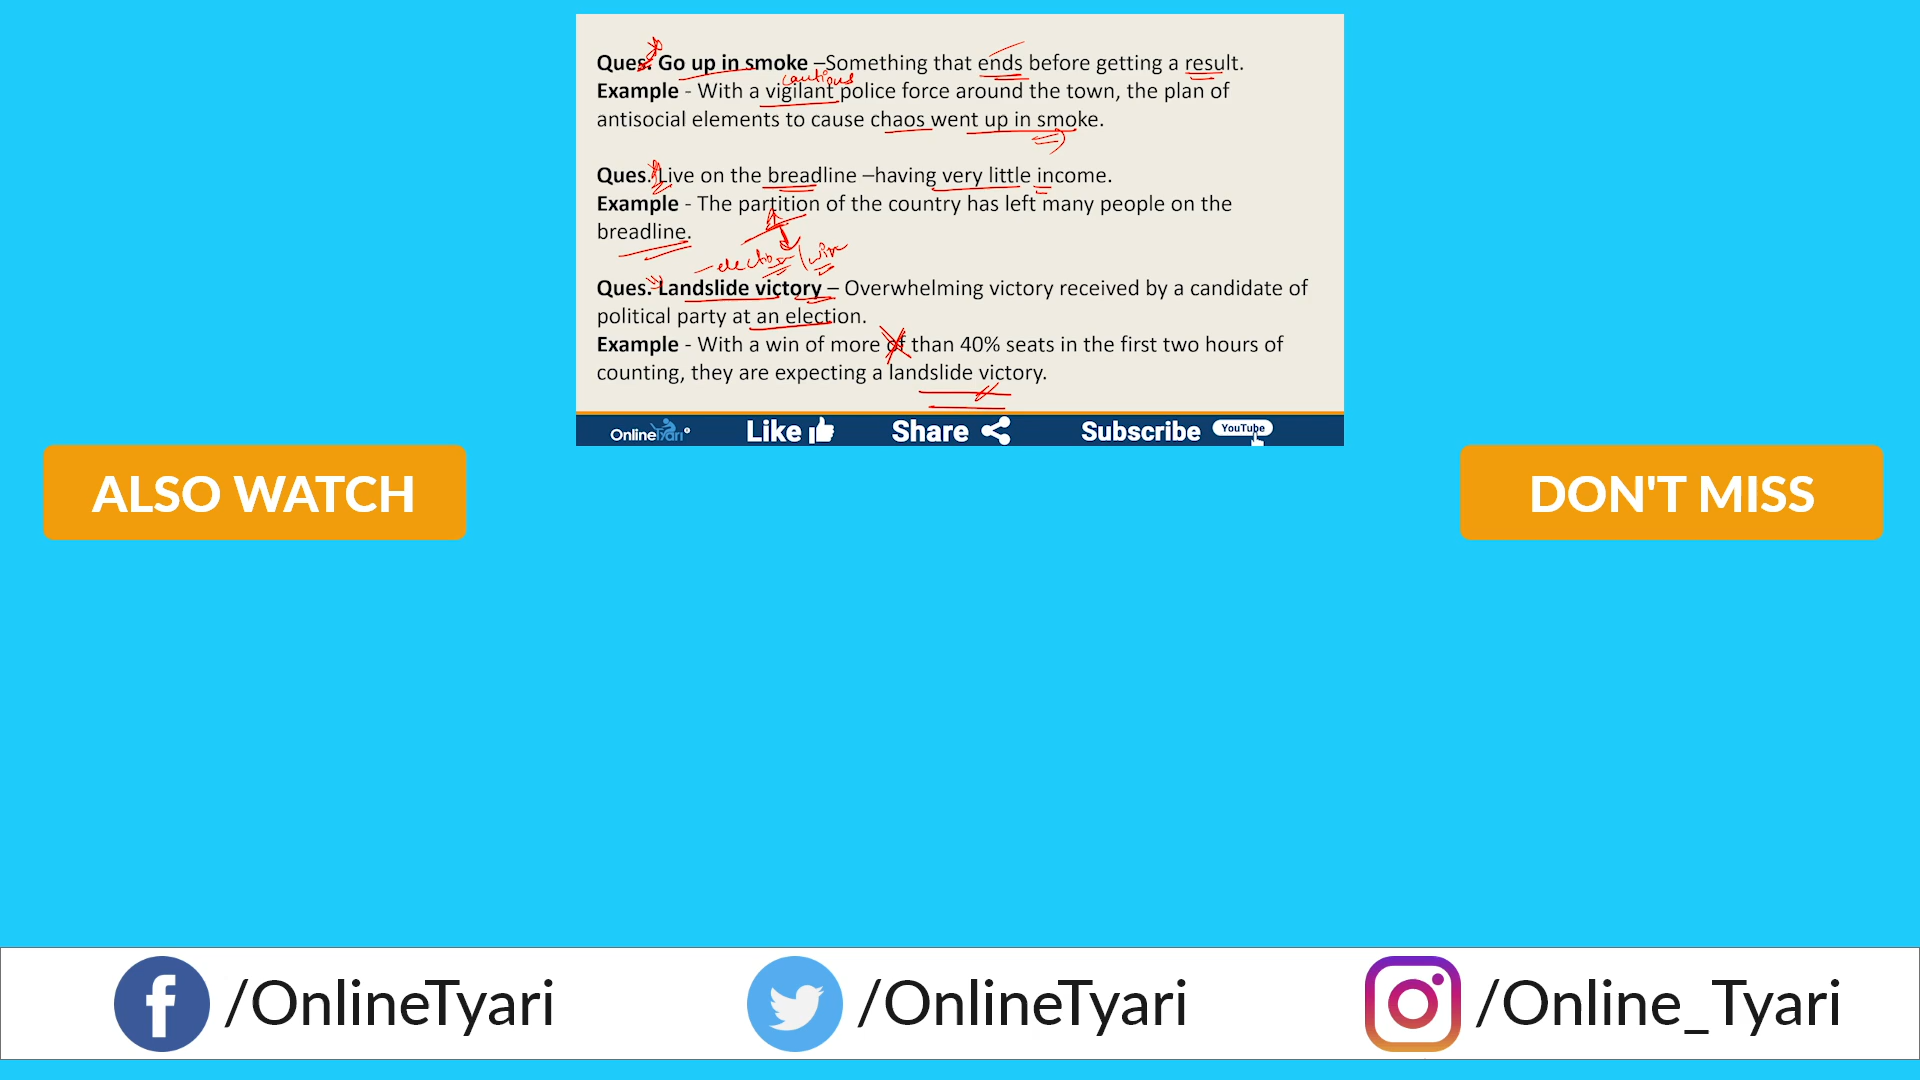 Ques. Go up in smoke –Something that ends before getting a result.
cautious
Example - With a vigilant police force around the town, the plan of
antisocial elements to cause chaos went up in smoke.
Ques. Live on the breadline –having very little income.
Example - The partition of the country has left many people on the
breadline.
election / win
Ques. Landslide victory – Overwhelming victory received by a candidate of
political party at an election.
Example - With a win of more of than 40% seats in the first two hours of
counting, they are expecting a landslide victory.
OnlineTyari Like Share Subscribe YouTube
ALSO WATCH DON'T MISS
/OnlineTyari /OnlineTyari /Online_Tyari